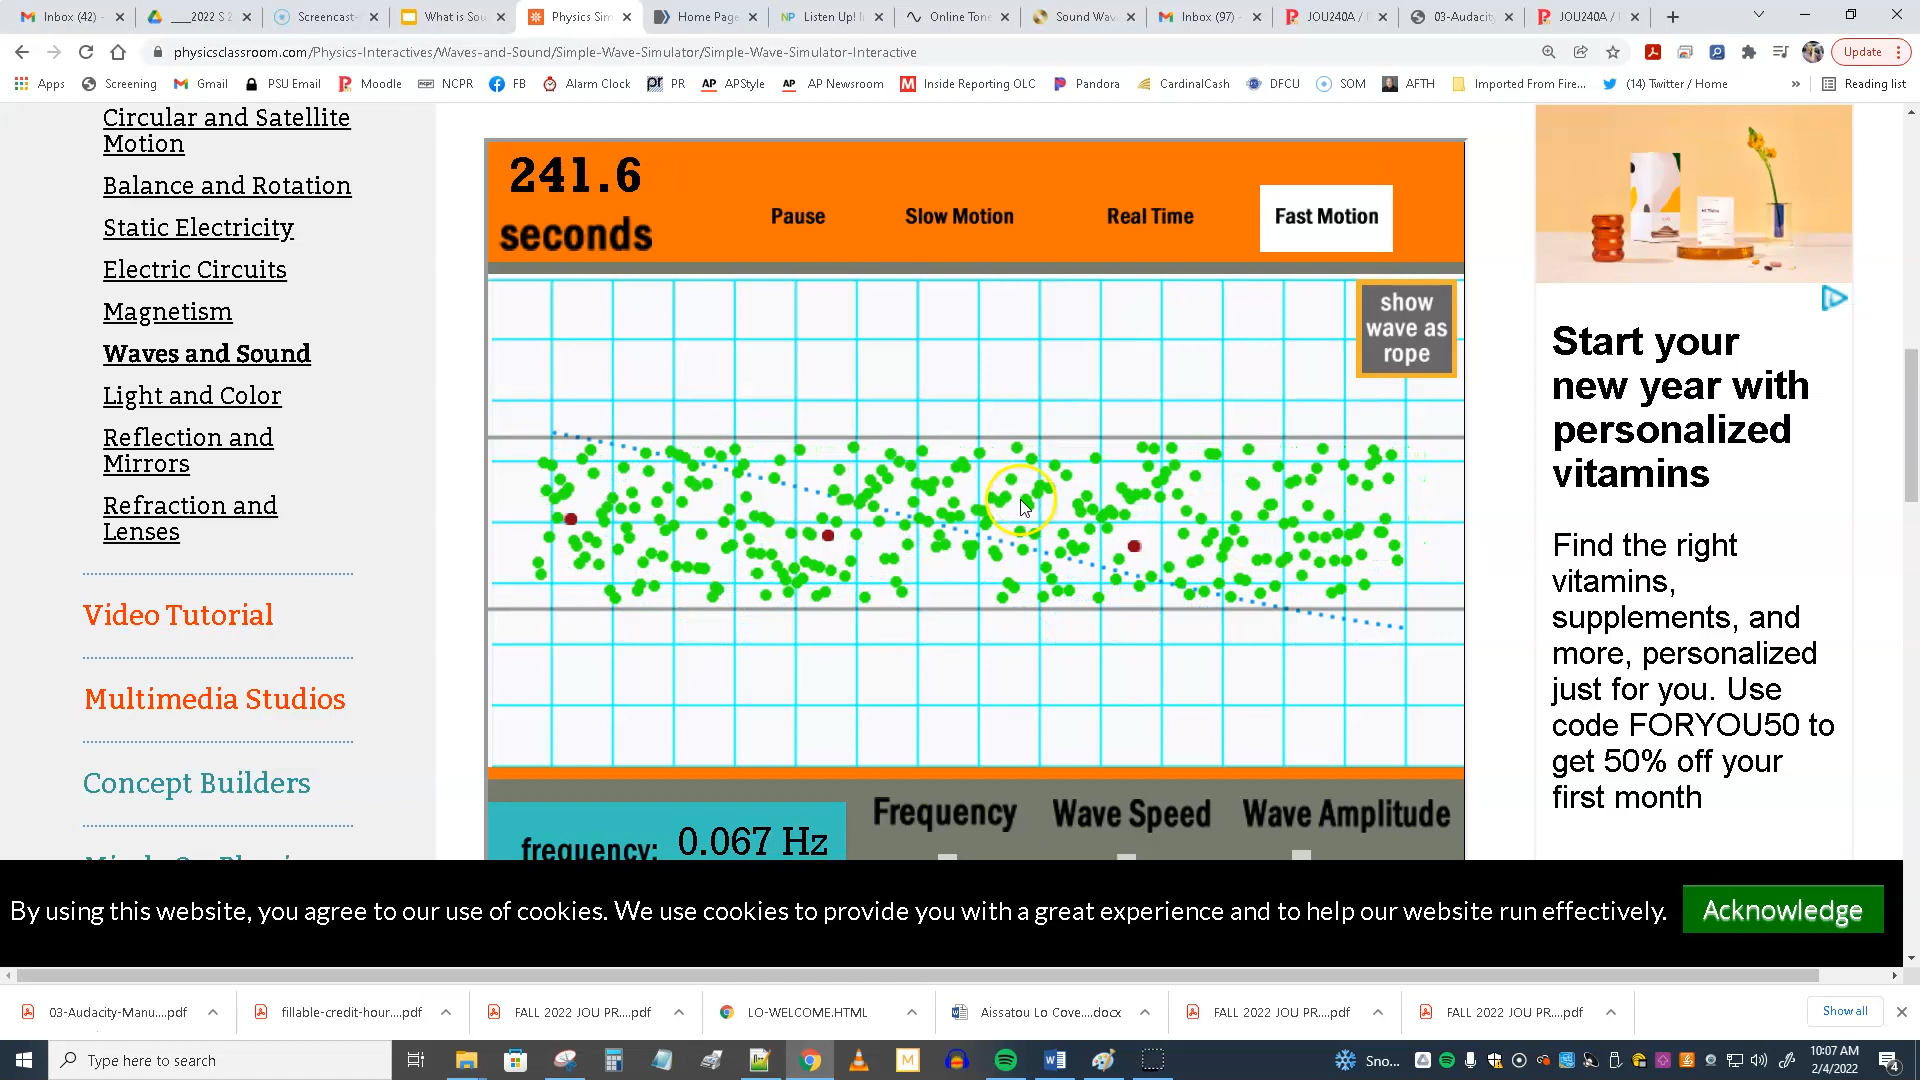 Inbox (42)
___2022 S 2
Screencast-
What is Sou
Physics Sim
Home Page
Listen Up! I
Online Tone
Sound Wav
Inbox (97) -
JOU240A / I
03-Audacity
JOU240A / I
physicsclassroom.com/Physics-Interactives/Waves-and-Sound/Simple-Wave-Simulator/Simple-Wave-Simulator-Interactive
Update
Apps Screening Gmail PSU Email Moodle NCPR FB Alarm Clock PR APStyle AP Newsroom Inside Reporting OLC Pandora CardinalCash DFCU SOM AFTH Imported From Fire... (14) Twitter / Home » Reading list
Circular and Satellite
Motion
Balance and Rotation
Static Electricity
Electric Circuits
Magnetism
Waves and Sound
Light and Color
Reflection and
Mirrors
Refraction and
Lenses
Video Tutorial
Multimedia Studios
Concept Builders
241.6
seconds
Pause
Slow Motion
Real Time
Fast Motion
show
wave as
rope
Frequency
Wave Speed
Wave Amplitude
frequency: 0.067 Hz
Start your
new year with
personalized
vitamins
Find the right
vitamins,
supplements, and
more, personalized
just for you. Use
code FORYOU50 to
get 50% off your
first month
By using this website, you agree to our use of cookies. We use cookies to provide you with a great experience and to help our website run effectively.
Acknowledge
03-Audacity-Manu....pdf
fillable-credit-hour....pdf
FALL 2022 JOU PR....pdf
LO-WELCOME.HTML
Aissatou Lo Cove....docx
FALL 2022 JOU PR....pdf
FALL 2022 JOU PR....pdf
Show all
Type here to search
Sno...
10:07 AM
2/4/2022
4